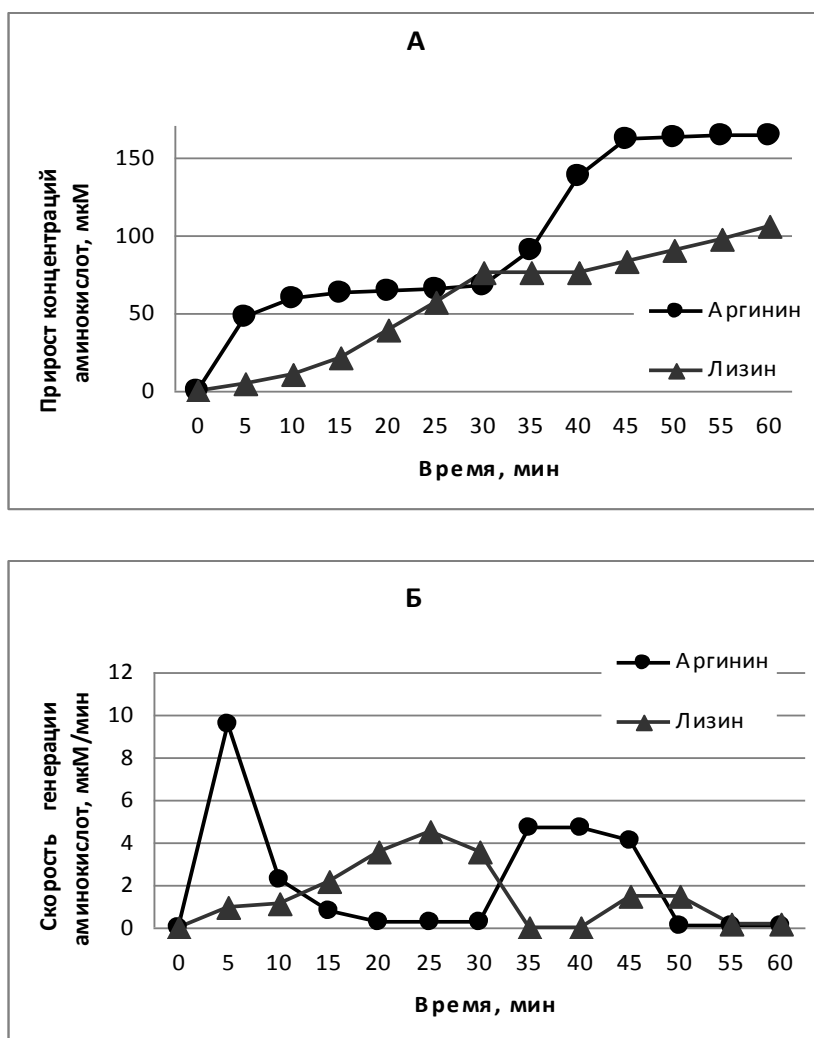 А
Прирост концентраций
аминокислот, мкМ
150
100
50
0
Аргинин
Лизин
0 5 10 15 20 25 30 35 40 45 50 55 60
Время, мин
Б
Скорость генерации
аминокислот, мкМ/мин
12
10
8
6
4
2
0
Аргинин
Лизин
0 5 10 15 20 25 30 35 40 45 50 55 60
Время, мин